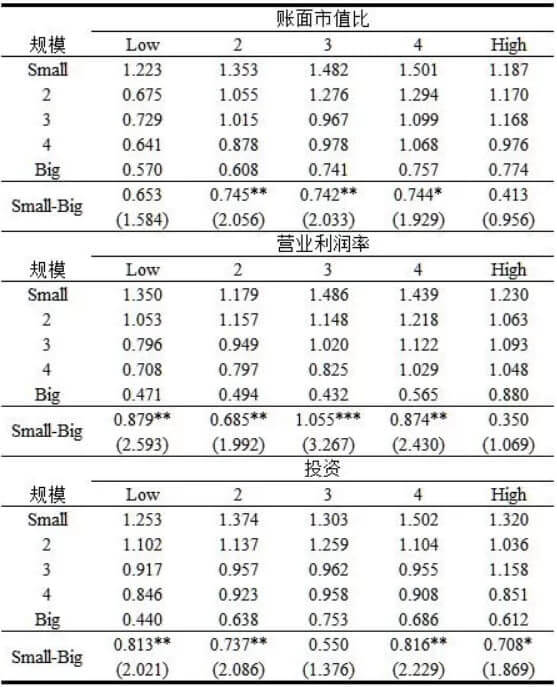 账面市值比
规模 Low 2 3 4 High
Small 1.223 1.353 1.482 1.501 1.187
2 0.675 1.055 1.276 1.294 1.170
3 0.729 1.015 0.967 1.099 1.168
4 0.641 0.878 0.978 1.068 0.976
Big 0.570 0.608 0.741 0.757 0.774
Small-Big 0.653 0.745** 0.742** 0.744* 0.413
(1.584) (2.056) (2.033) (1.929) (0.956)
营业利润率
规模 Low 2 3 4 High
Small 1.350 1.179 1.486 1.439 1.230
2 1.053 1.157 1.148 1.218 1.063
3 0.796 0.949 1.020 1.122 1.093
4 0.708 0.797 0.825 1.029 1.048
Big 0.471 0.494 0.432 0.565 0.880
Small-Big 0.879** 0.685** 1.055*** 0.874** 0.350
(2.593) (1.992) (3.267) (2.430) (1.069)
投资
规模 Low 2 3 4 High
Small 1.253 1.374 1.303 1.502 1.320
2 1.102 1.137 1.259 1.104 1.036
3 0.917 0.957 0.962 0.955 1.158
4 0.846 0.923 0.958 0.908 0.851
Big 0.440 0.638 0.753 0.686 0.612
Small-Big 0.813** 0.737** 0.550 0.816** 0.708*
(2.021) (2.086) (1.376) (2.229) (1.869)